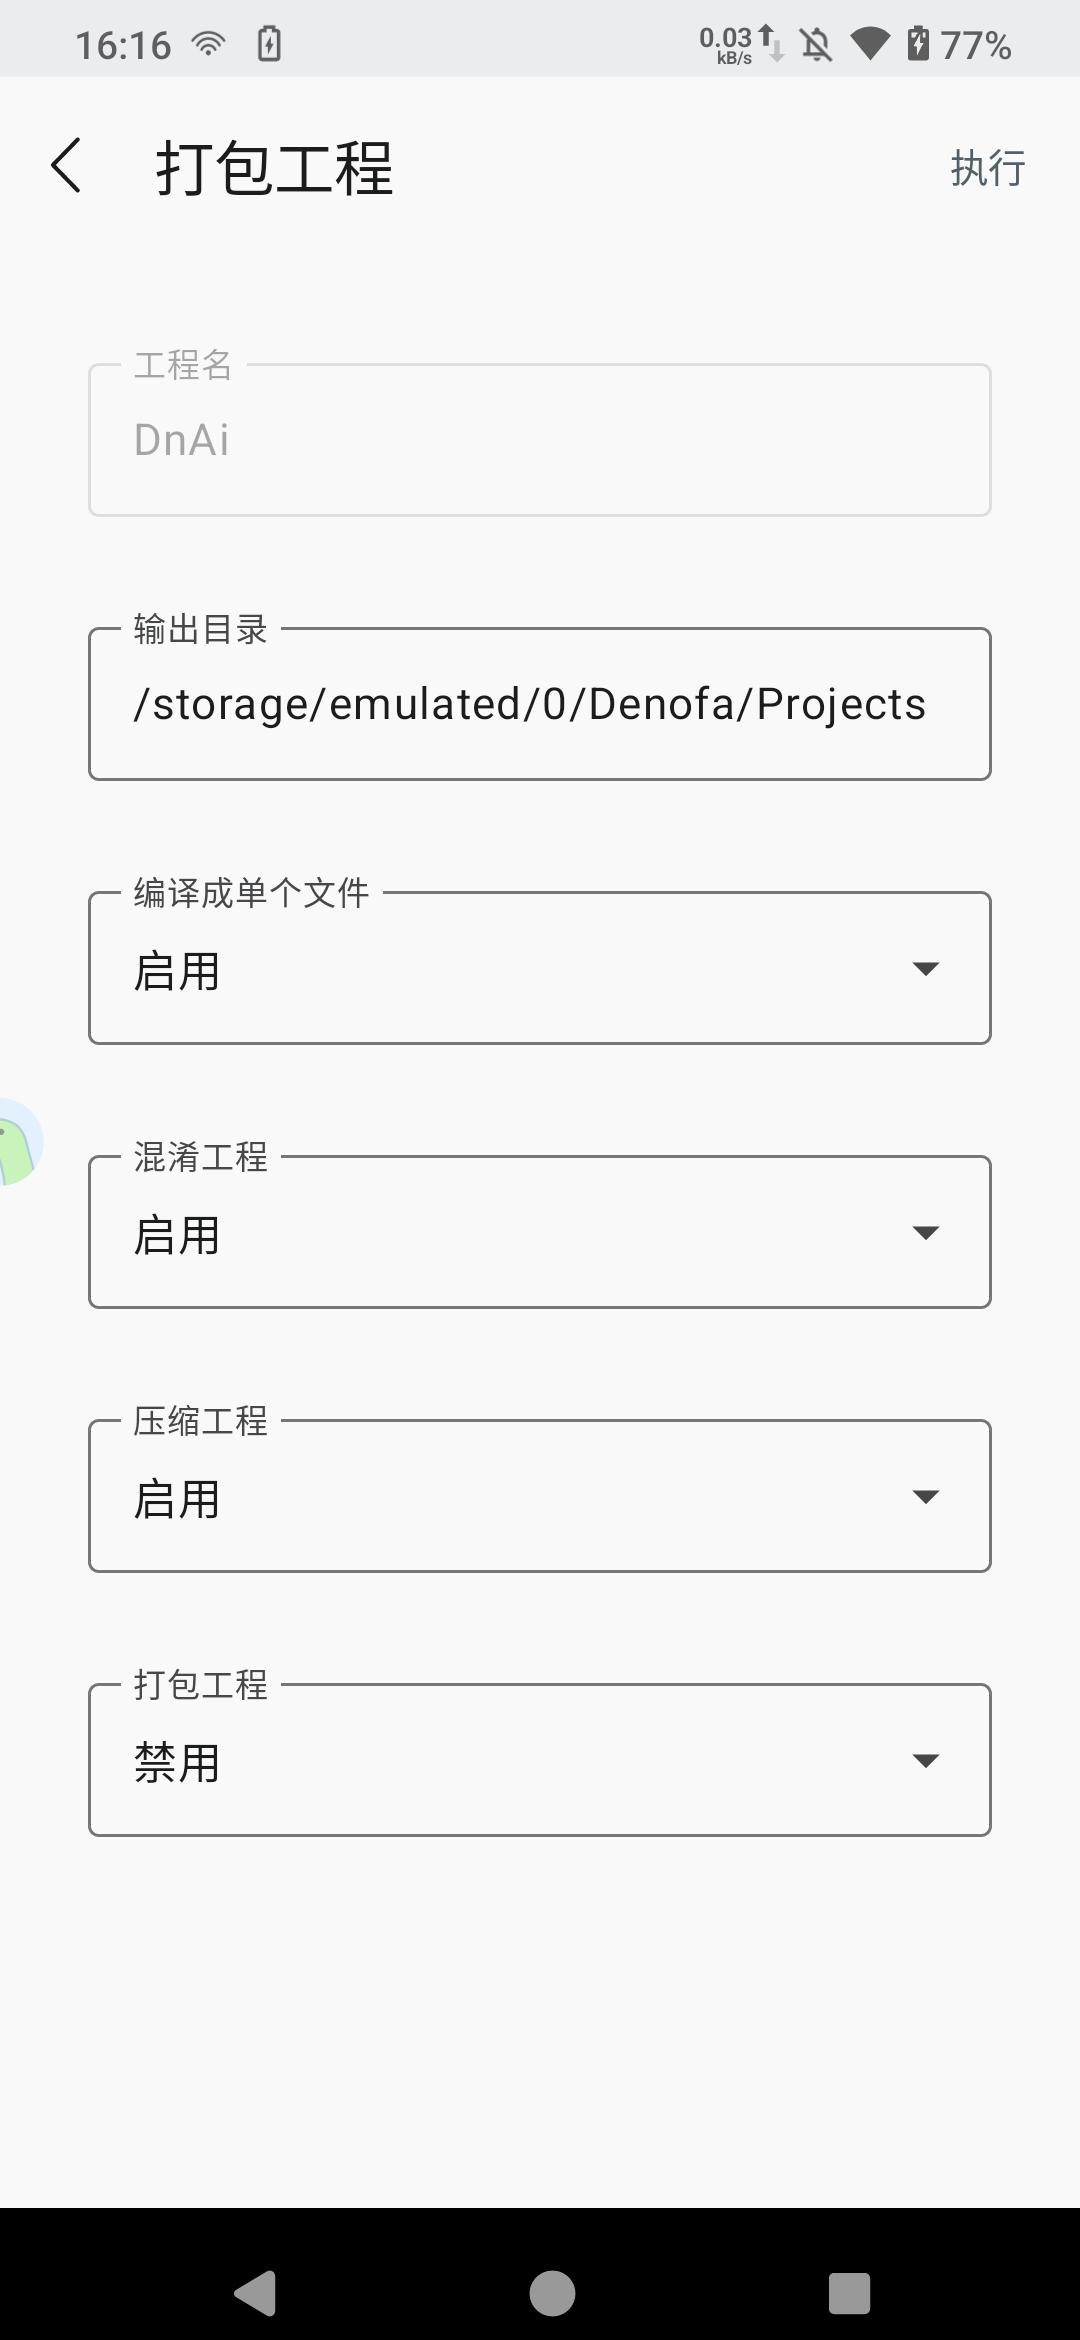 16:16
0.03
kB/s
77%
打包工程
执行
工程名
DnAi
输出目录
/storage/emulated/0/Denofa/Projects
编译成单个文件
启用
混淆工程
启用
压缩工程
启用
打包工程
禁用